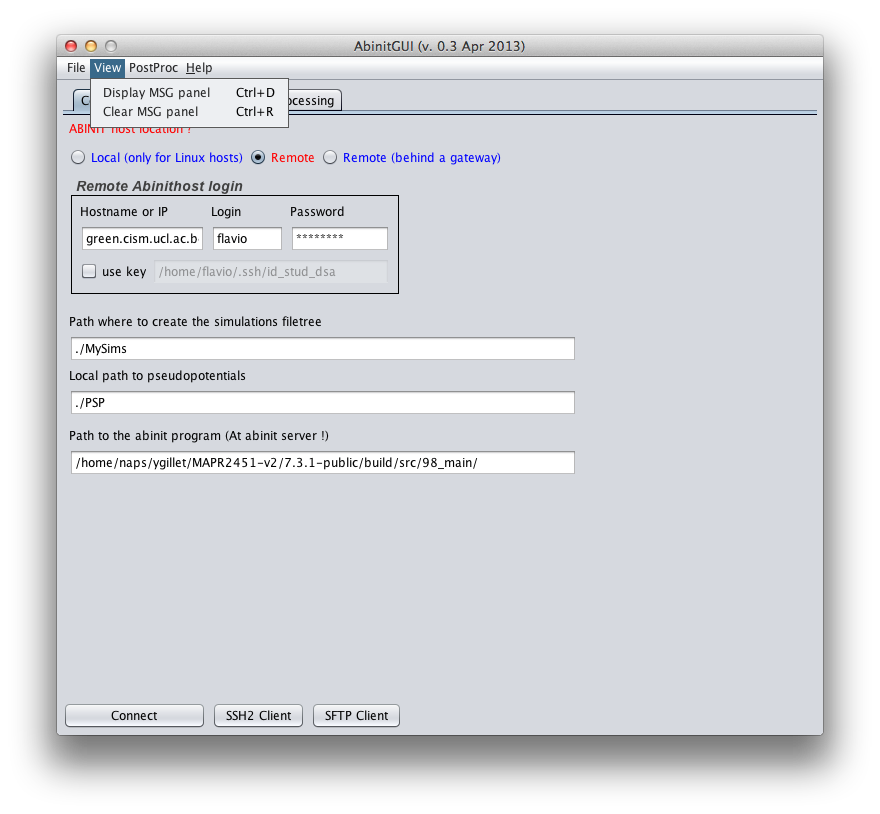 AbinitGUI (v. 0.3 Apr 2013)
File View PostProc Help
Display MSG panel Ctrl+D
Clear MSG panel Ctrl+R
ABINIT host location ?
Local (only for Linux hosts) Remote Remote (behind a gateway)
Remote Abinithost login
Hostname or IP Login Password
green.cism.ucl.ac.b flavio ********
use key /home/flavio/.ssh/id_stud_dsa
Path where to create the simulations filetree
./MySims
Local path to pseudopotentials
./PSP
Path to the abinit program (At abinit server !)
/home/naps/ygillet/MAPR2451-v2/7.3.1-public/build/src/98_main/
Connect SSH2 Client SFTP Client